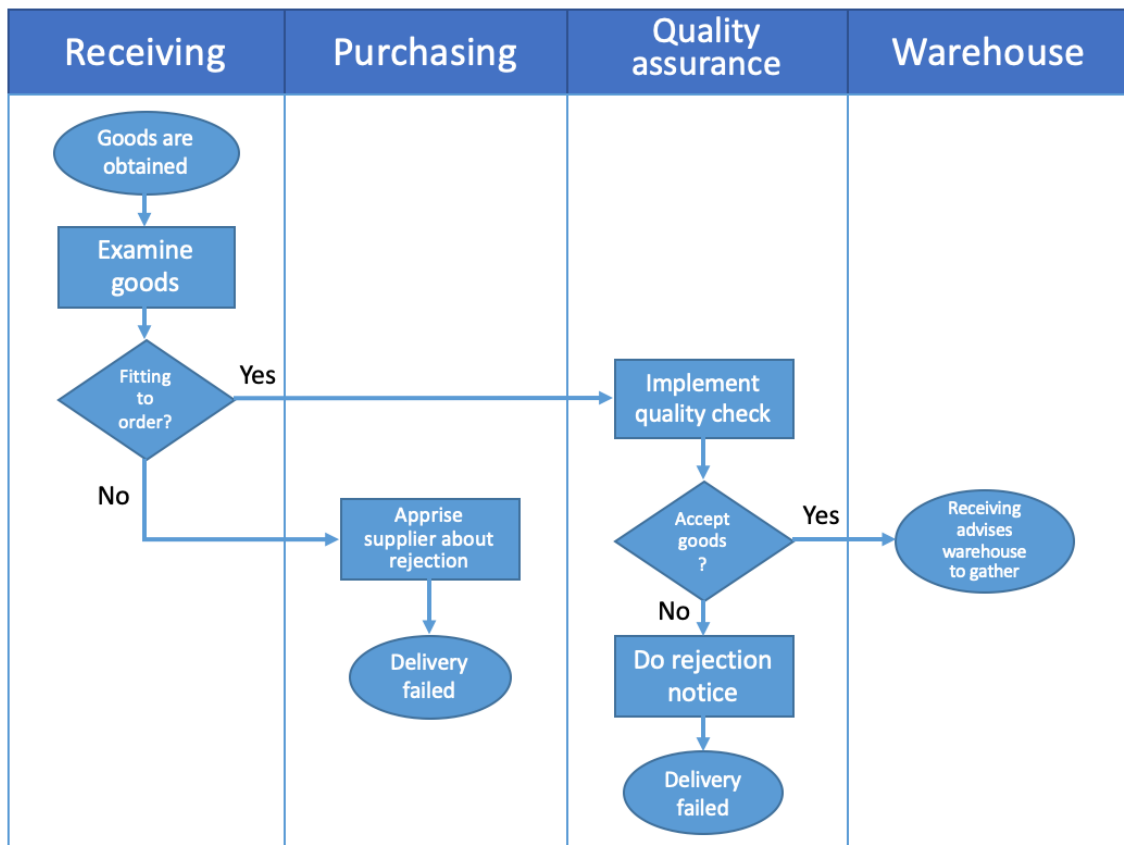 Receiving
Purchasing
Quality
assurance
Warehouse
Goods are
obtained
Examine
goods
Fitting
to
order?
Yes
No
Apprise
supplier about
rejection
Delivery
failed
Implement
quality check
Accept
goods
?
Yes
No
Do rejection
notice
Delivery
failed
Receiving
advises
warehouse
to gather